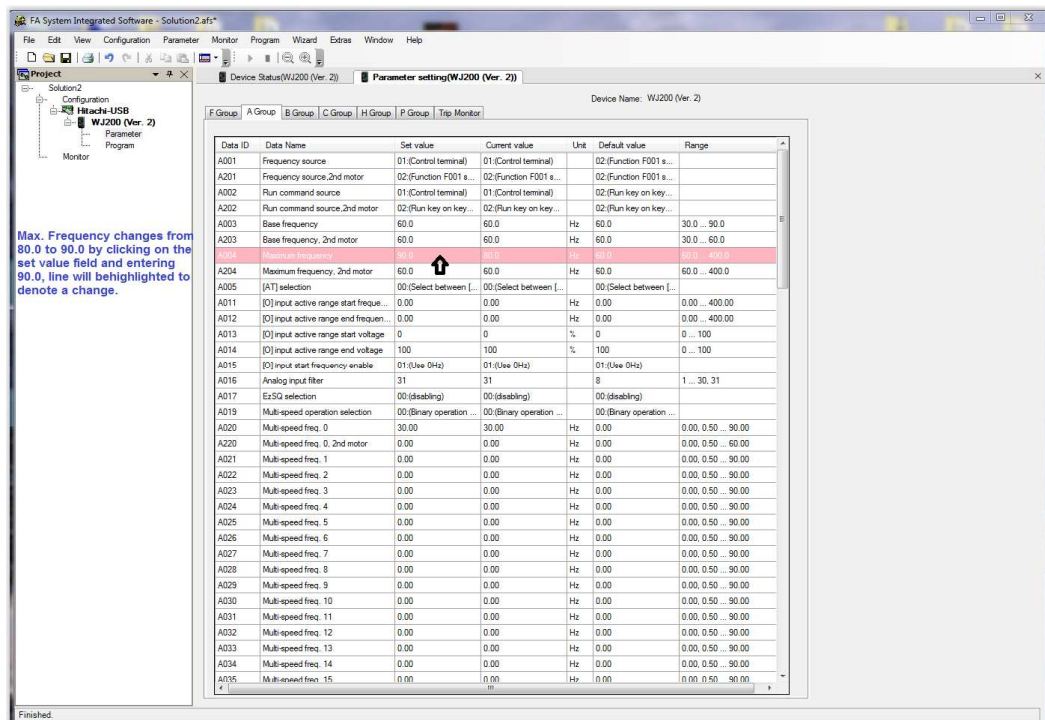 FA System Integrated Software - Solution2.afs*
File Edit View Configuration Parameter Monitor Program Wizard Extras Window Help
Project
Solution2
Configuration
Hitachi-USB
WJ200 (Ver. 2)
Parameter
Program
Monitor
Max. Frequency changes from
80.0 to 90.0 by clicking on the
set value field and entering
90.0, line will behighlighted to
denote a change.
Device Status(WJ200 (Ver. 2)) Parameter setting(WJ200 (Ver. 2))
Device Name: WJ200 (Ver. 2)
F Group A Group B Group C Group H Group P Group Trip Monitor
Data ID Data Name Set value Current value Unit Default value Range
A001 Frequency source 01:(Control terminal) 01:(Control terminal) 02:(Function F001 s...
A201 Frequency source,2nd motor 02:(Function F001 s... 02:(Function F001 s... 02:(Function F001 s...
A002 Run command source 01:(Control terminal) 01:(Control terminal) 02:(Run key on key...
A202 Run command source,2nd motor 02:(Run key on key... 02:(Run key on key... 02:(Run key on key...
A003 Base frequency 60.0 60.0 Hz 60.0 30.0 ... 90.0
A203 Base frequency, 2nd motor 60.0 60.0 Hz 60.0 30.0 ... 60.0
A004 Maximum frequency 90.0 80.0 Hz 60.0 60.0 ... 400.0
A204 Maximum frequency, 2nd motor 60.0 60.0 Hz 60.0 60.0 ... 400.0
A005 [AT] selection 00:(Select between [... 00:(Select between [... 00:(Select between [...
A011 [O] input active range start freque... 0.00 0.00 Hz 0.00 0.00 ... 400.00
A012 [O] input active range end frequen... 0.00 0.00 Hz 0.00 0.00 ... 400.00
A013 [O] input active range start voltage 0 0 % 0 0 ... 100
A014 [O] input active range end voltage 100 100 % 100 0 ... 100
A015 [O] input start frequency enable 01:(Use 0Hz) 01:(Use 0Hz) 01:(Use 0Hz)
A016 Analog input filter 31 31 8 1 ... 30, 31
A017 EzSQ selection 00:(disabling) 00:(disabling) 00:(disabling)
A019 Multi-speed operation selection 00:(Binary operation ... 00:(Binary operation ... 00:(Binary operation ...
A020 Multi-speed freq. 0 30.00 30.00 Hz 0.00 0.00, 0.50 ... 90.00
A220 Multi-speed freq. 0, 2nd motor 0.00 0.00 Hz 0.00 0.00, 0.50 ... 60.00
A021 Multi-speed freq. 1 0.00 0.00 Hz 0.00 0.00, 0.50 ... 90.00
A022 Multi-speed freq. 2 0.00 0.00 Hz 0.00 0.00, 0.50 ... 90.00
A023 Multi-speed freq. 3 0.00 0.00 Hz 0.00 0.00, 0.50 ... 90.00
A024 Multi-speed freq. 4 0.00 0.00 Hz 0.00 0.00, 0.50 ... 90.00
A025 Multi-speed freq. 5 0.00 0.00 Hz 0.00 0.00, 0.50 ... 90.00
A026 Multi-speed freq. 6 0.00 0.00 Hz 0.00 0.00, 0.50 ... 90.00
A027 Multi-speed freq. 7 0.00 0.00 Hz 0.00 0.00, 0.50 ... 90.00
A028 Multi-speed freq. 8 0.00 0.00 Hz 0.00 0.00, 0.50 ... 90.00
A029 Multi-speed freq. 9 0.00 0.00 Hz 0.00 0.00, 0.50 ... 90.00
A030 Multi-speed freq. 10 0.00 0.00 Hz 0.00 0.00, 0.50 ... 90.00
A031 Multi-speed freq. 11 0.00 0.00 Hz 0.00 0.00, 0.50 ... 90.00
A032 Multi-speed freq. 12 0.00 0.00 Hz 0.00 0.00, 0.50 ... 90.00
A033 Multi-speed freq. 13 0.00 0.00 Hz 0.00 0.00, 0.50 ... 90.00
A034 Multi-speed freq. 14 0.00 0.00 Hz 0.00 0.00, 0.50 ... 90.00
A035 Multi-speed freq. 15 0.00 0.00 Hz 0.00 0.00, 0.50 ... 90.00
Finished.